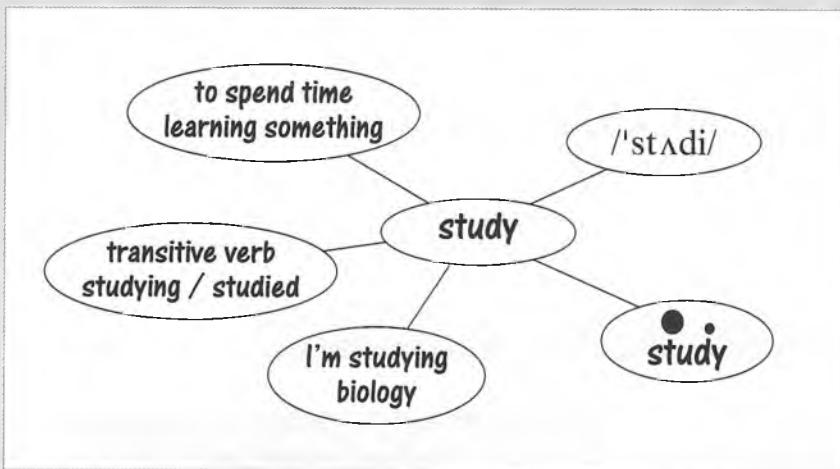 to spend time
learning something
/ˈstʌdi/
study
transitive verb
studying / studied
I'm studying
biology
study